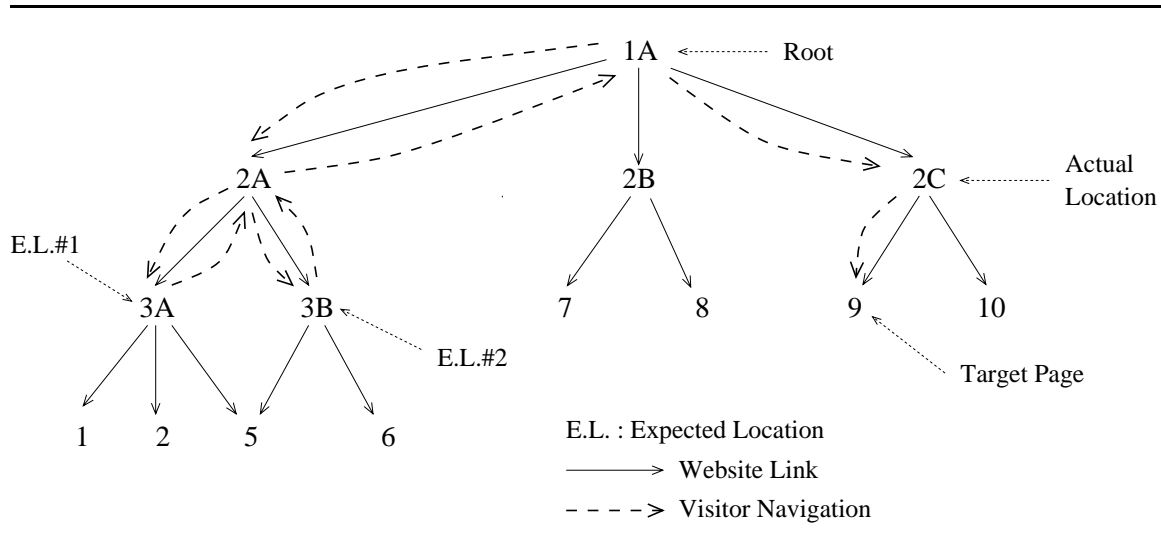 1A
Root
2A
2B
2C
Actual
Location
E.L.#1
3A
3B
7
8
9
10
E.L.#2
Target Page
1
2
5
6
E.L. : Expected Location
Website Link
Visitor Navigation